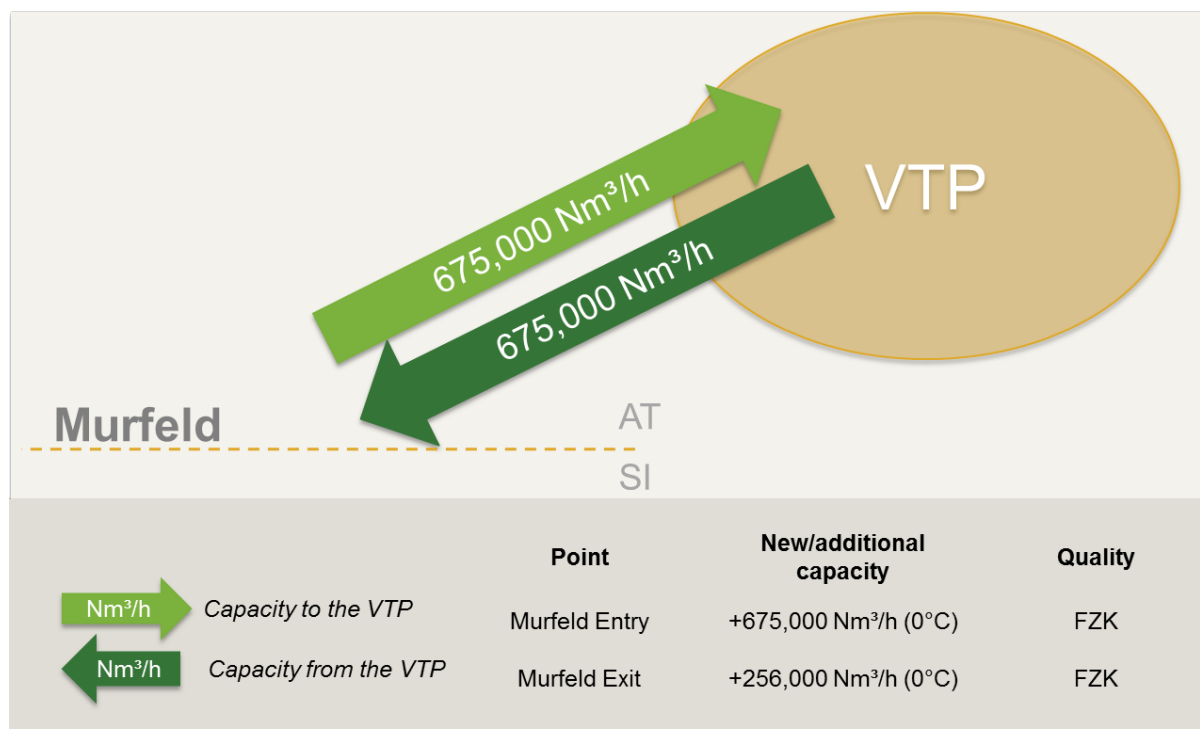 VTP
675,000 Nm³/h
675,000 Nm³/h
Murfeld
AT
SI
Point
New/additional
capacity
Quality
Nm³/h Capacity to the VTP
Murfeld Entry +675,000 Nm³/h (0°C) FZK
Nm³/h Capacity from the VTP
Murfeld Exit +256,000 Nm³/h (0°C) FZK